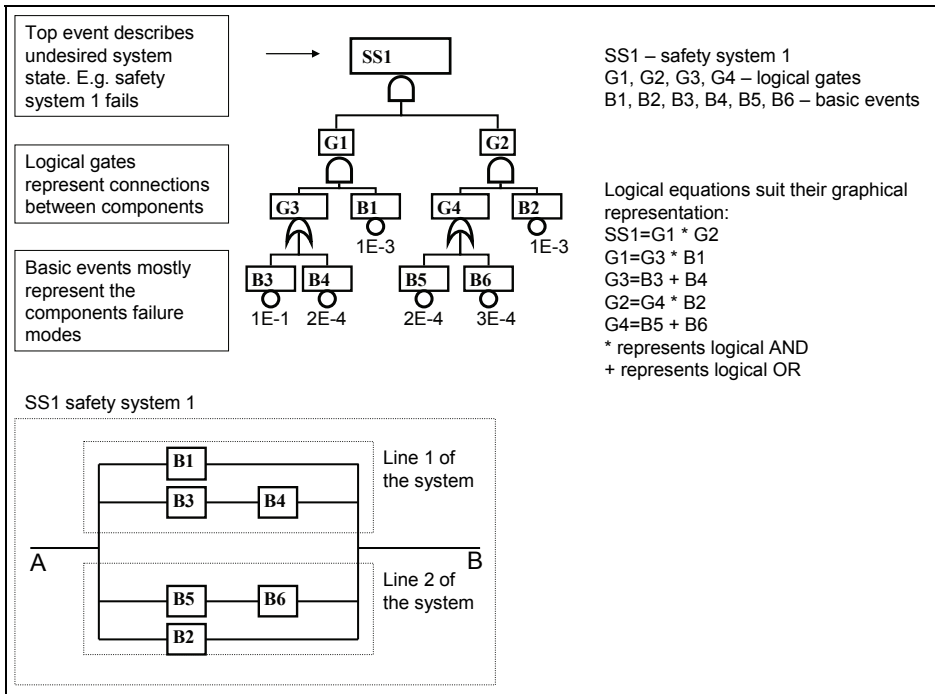 Top event describes
undesired system
state. E.g. safety
system 1 fails
SS1
SS1 – safety system 1
G1, G2, G3, G4 – logical gates
B1, B2, B3, B4, B5, B6 – basic events
G1
G2
Logical gates
represent connections
between components
G3
B1
G4
B2
1E-3
1E-3
Basic events mostly
represent the
components failure
modes
B3
B4
B5
B6
1E-1
2E-4
2E-4
3E-4
Logical equations suit their graphical
representation:
SS1=G1 * G2
G1=G3 * B1
G3=B3 + B4
G2=G4 * B2
G4=B5 + B6
* represents logical AND
+ represents logical OR
SS1 safety system 1
B1
Line 1 of
the system
B3
B4
A
B
B5
B6
Line 2 of
the system
B2